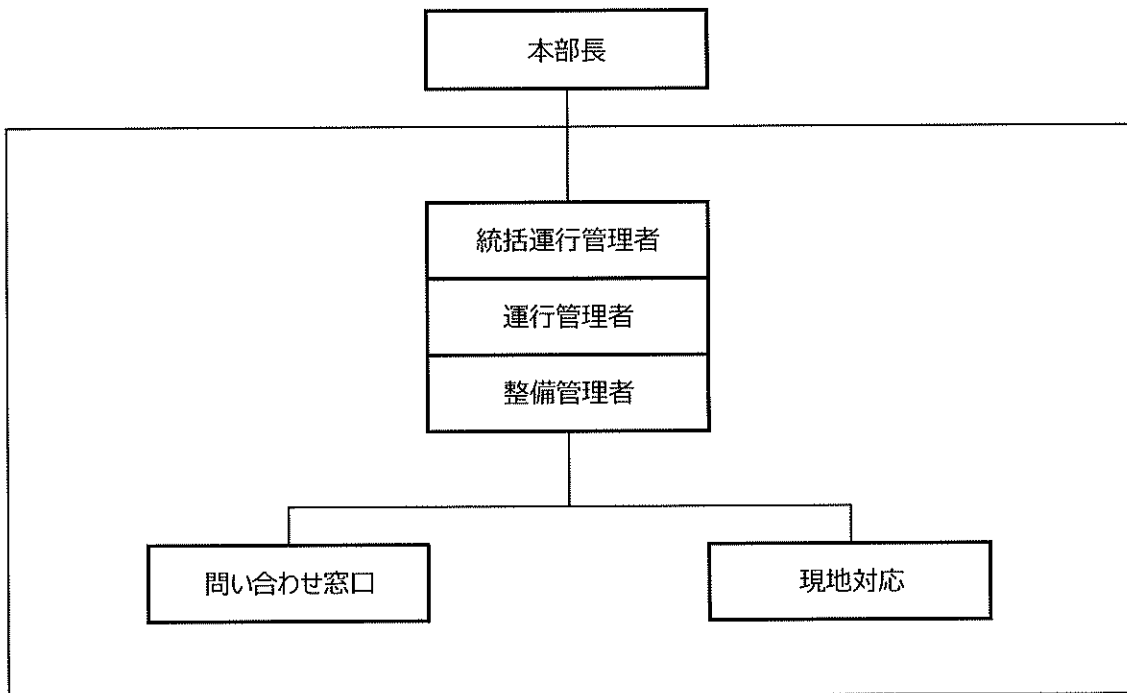 本部長
統括運行管理者
運行管理者
整備管理者
問い合わせ窓口
現地対応